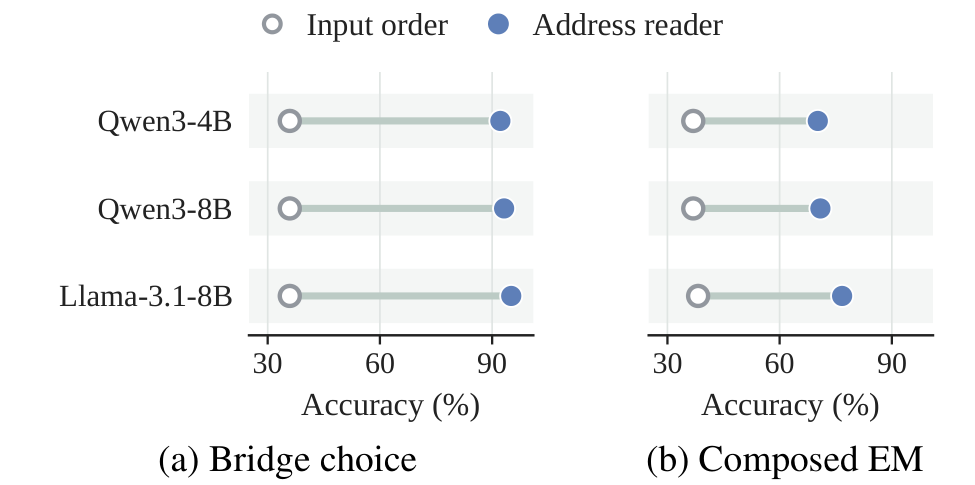 Input order Address reader
Qwen3-4B
Qwen3-8B
Llama-3.1-8B
30 60 90 30 60 90
Accuracy (%) Accuracy (%)
(a) Bridge choice (b) Composed EM